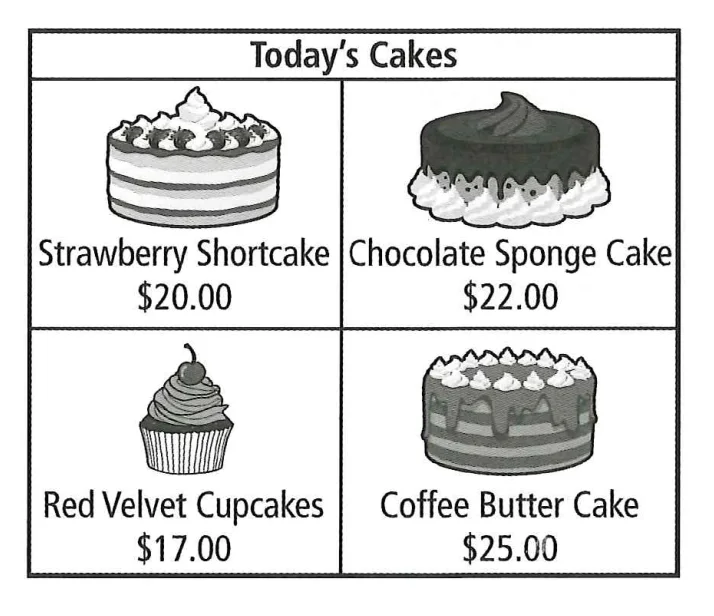 Today's Cakes
Strawberry Shortcake
$20.00
Chocolate Sponge Cake
$22.00
Red Velvet Cupcakes
$17.00
Coffee Butter Cake
$25.00